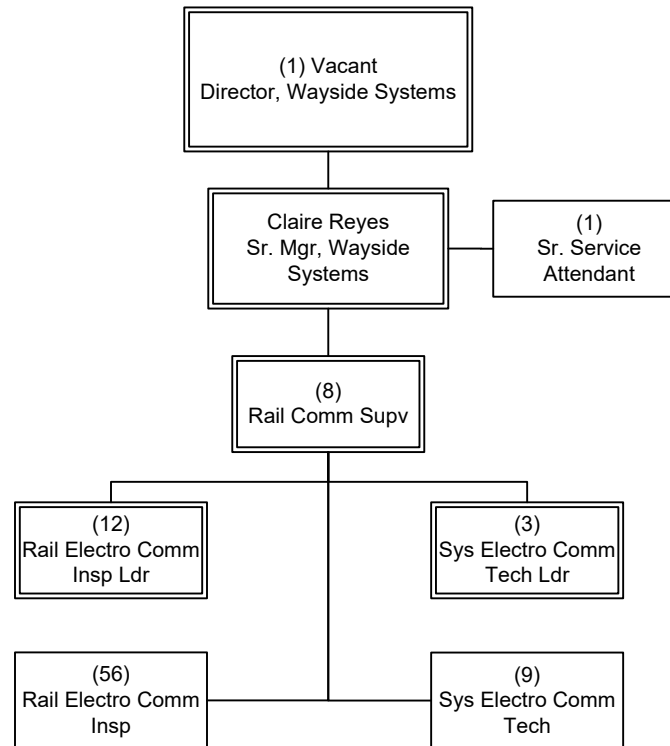 (1) Vacant
Director, Wayside Systems
Claire Reyes
Sr. Mgr, Wayside
Systems
(1)
Sr. Service
Attendant
(8)
Rail Comm Supv
(12)
Rail Electro Comm
Insp Ldr
(3)
Sys Electro Comm
Tech Ldr
(56)
Rail Electro Comm
Insp
(9)
Sys Electro Comm
Tech